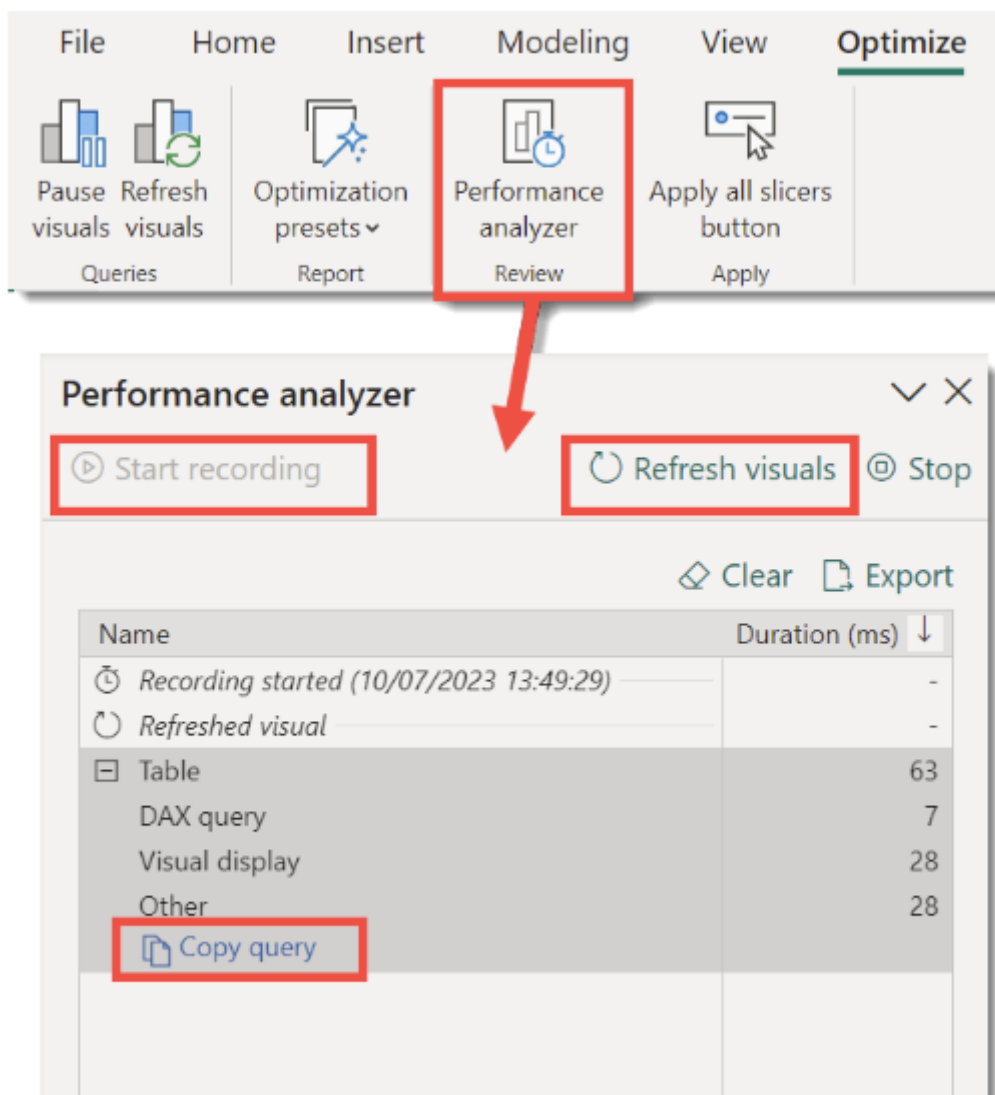 File Home Insert Modeling View Optimize
Pause Refresh Optimization Performance Apply all slicers
visuals visuals presets analyzer button
Queries Report Review Apply
Performance analyzer
Start recording Refresh visuals Stop
Clear Export
Name Duration (ms) ↓
Recording started (10/07/2023 13:49:29) -
Refreshed visual -
Table 63
DAX query 7
Visual display 28
Other 28
Copy query